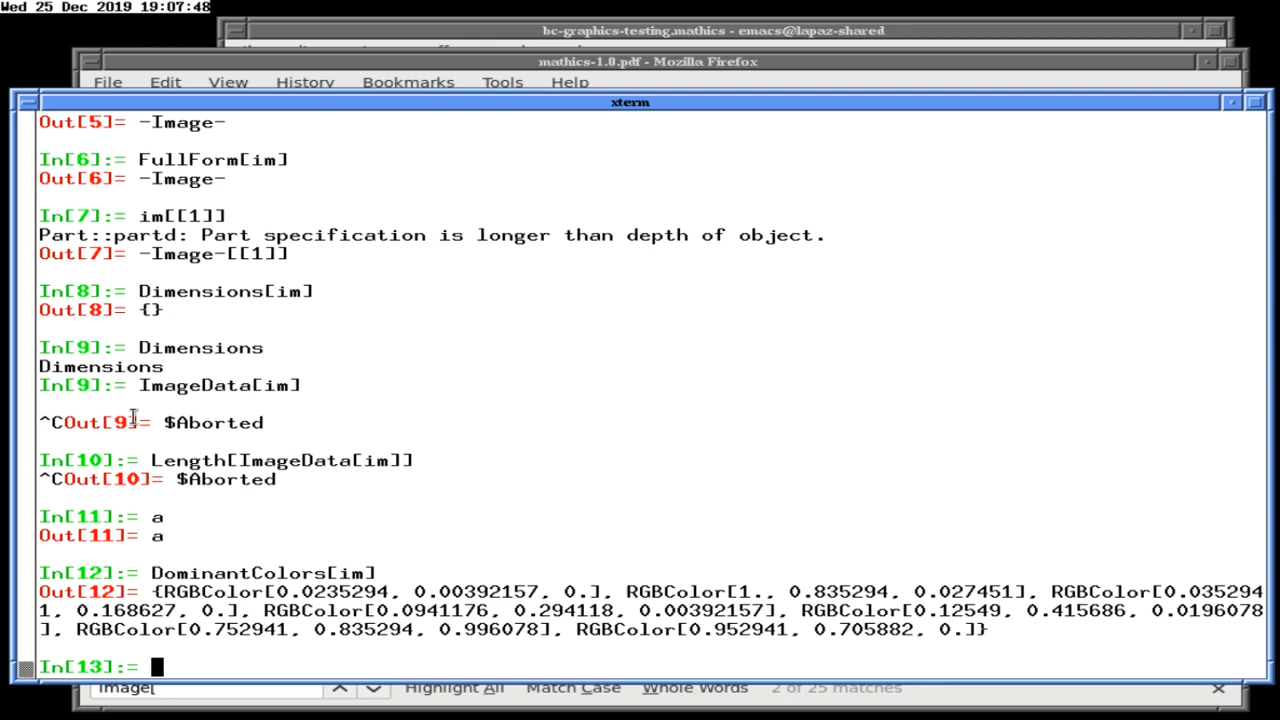 Wed 25 Dec 2019 19:07:48
bc-graphics-testing.mathics - emacs@lapaz-shared
mathics-1.0.pdf - Mozilla Firefox
File Edit View History Bookmarks Tools Help
xterm
Out[5]= -Image-
In[6]:= FullForm[im]
Out[6]= -Image-
In[7]:= im[[1]]
Part::partd: Part specification is longer than depth of object.
Out[7]= -Image-[[1]]
In[8]:= Dimensions[im]
Out[8]= {}
In[9]:= Dimensions
Dimensions
In[9]:= ImageData[im]
^COut[9]= $Aborted
In[10]:= Length[ImageData[im]]
^COut[10]= $Aborted
In[11]:= a
Out[11]= a
In[12]:= DominantColors[im]
Out[12]= {RGBColor[0.0235294, 0.00392157, 0.], RGBColor[1., 0.835294, 0.027451], RGBColor[0.035294
1, 0.168627, 0.], RGBColor[0.0941176, 0.294118, 0.00392157], RGBColor[0.12549, 0.415686, 0.0196078
], RGBColor[0.752941, 0.835294, 0.996078], RGBColor[0.952941, 0.705882, 0.]}
In[13]:=
Image[ Highlight All Match Case Whole Words 2 of 25 matches